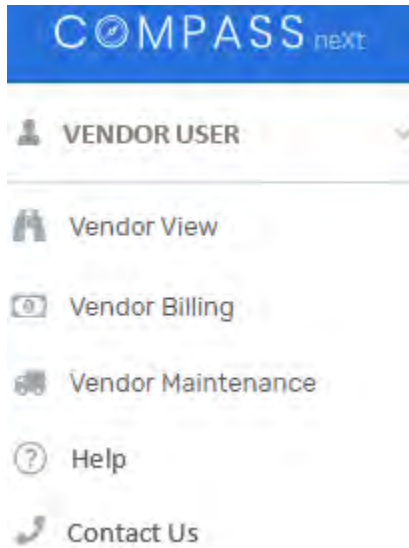 COMPASS neXt
VENDOR USER
Vendor View
Vendor Billing
Vendor Maintenance
Help
Contact Us